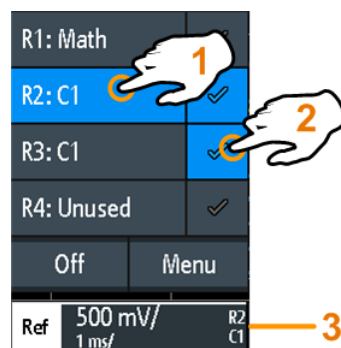 R1: Math
1
R2: C1
2
R3: C1
R4: Unused
Off Menu
Ref 500 mV/ R2
1 ms/ C1
3